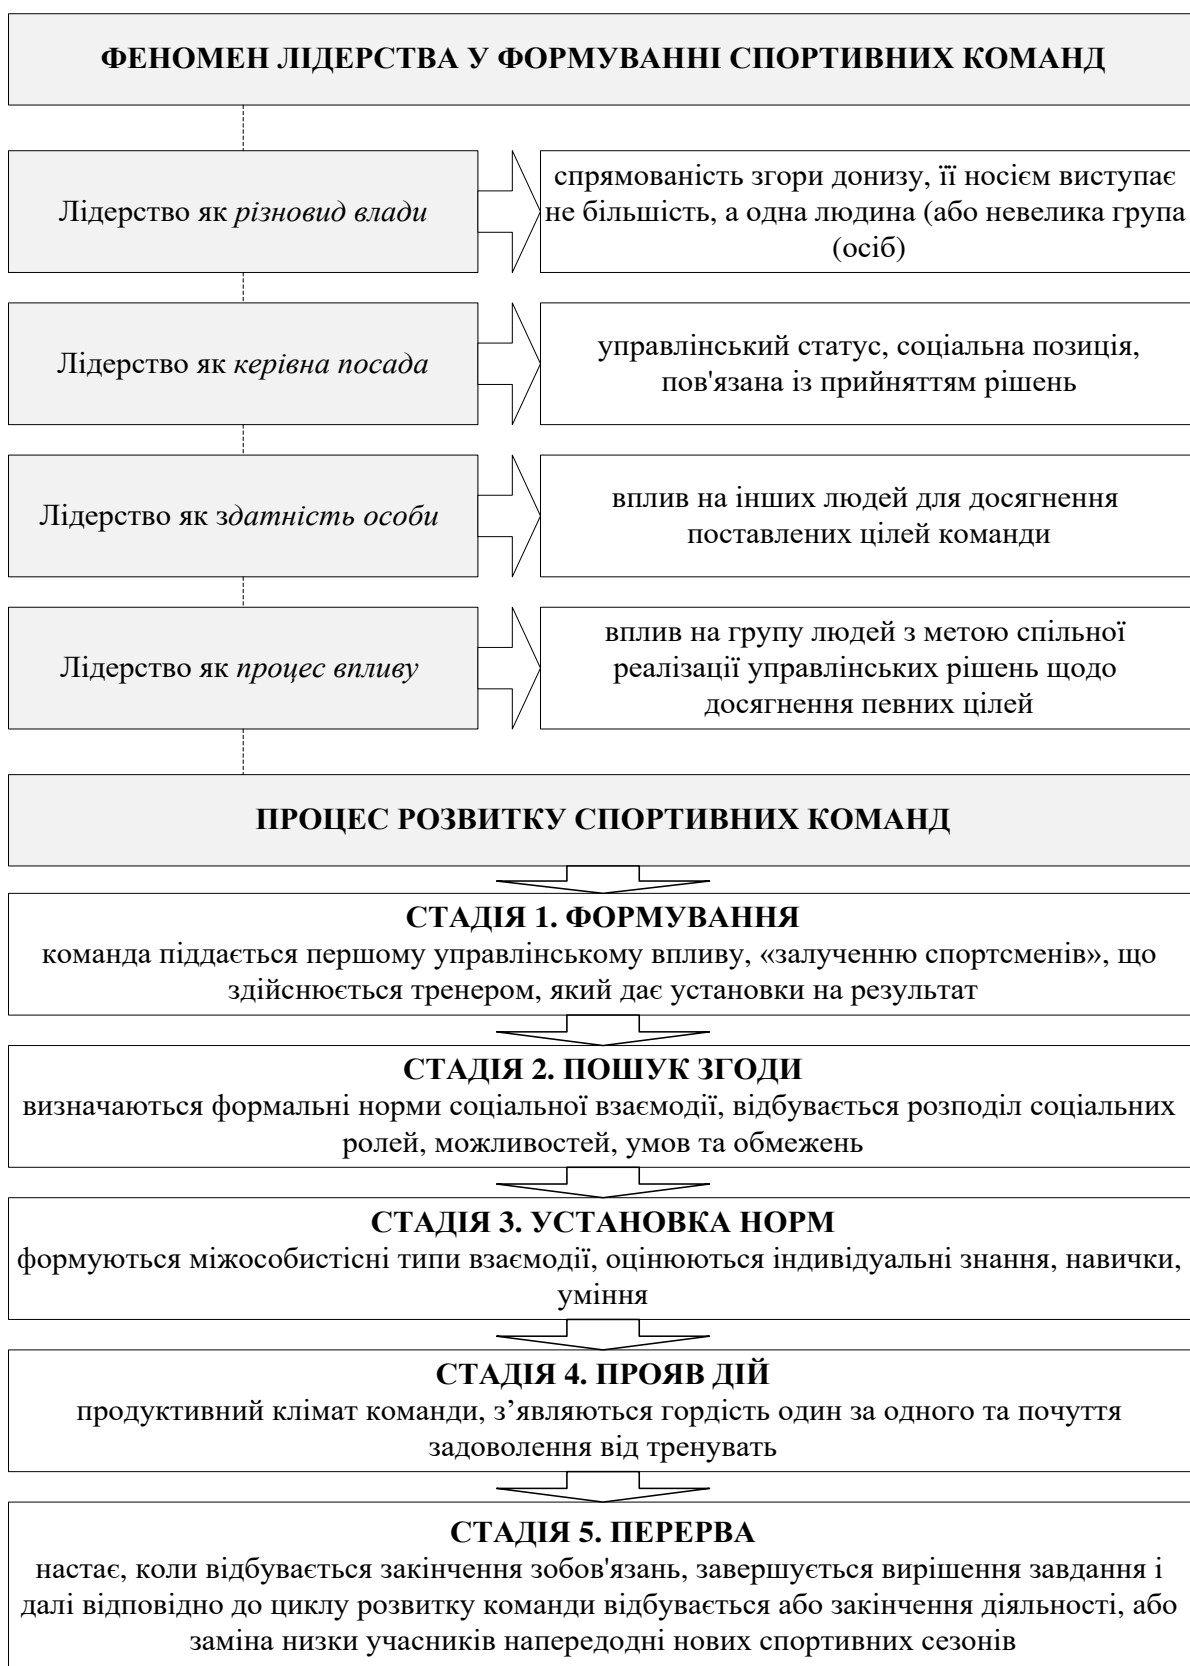 ФЕНОМЕН ЛІДЕРСТВА У ФОРМУВАННІ СПОРТИВНИХ КОМАНД
Лідерство як різновид влади
спрямованість згори донизу, її носієм виступає
не більшість, а одна людина (або невелика група
(осіб)
Лідерство як керівна посада
управлінський статус, соціальна позиція,
пов'язана із прийняттям рішень
Лідерство як здатність особи
вплив на інших людей для досягнення
поставлених цілей команди
Лідерство як процес впливу
вплив на групу людей з метою спільної
реалізації управлінських рішень щодо
досягнення певних цілей
ПРОЦЕС РОЗВИТКУ СПОРТИВНИХ КОМАНД
СТАДІЯ 1. ФОРМУВАННЯ
команда піддається першому управлінському впливу, «залученню спортсменів», що
здійснюється тренером, який дає установки на результат
СТАДІЯ 2. ПОШУК ЗГОДИ
визначаються формальні норми соціальної взаємодії, відбувається розподіл соціальних
ролей, можливостей, умов та обмежень
СТАДІЯ 3. УСТАНОВКА НОРМ
формуються міжособистісні типи взаємодії, оцінюються індивідуальні знання, навички,
уміння
СТАДІЯ 4. ПРОЯВ ДІЙ
продуктивний клімат команди, з’являються гордість один за одного та почуття
задоволення від тренувать
СТАДІЯ 5. ПЕРЕРВА
настає, коли відбувається закінчення зобов'язань, завершується вирішення завдання і
далі відповідно до циклу розвитку команди відбувається або закінчення діяльності, або
заміна низки учасників напередодні нових спортивних сезонів